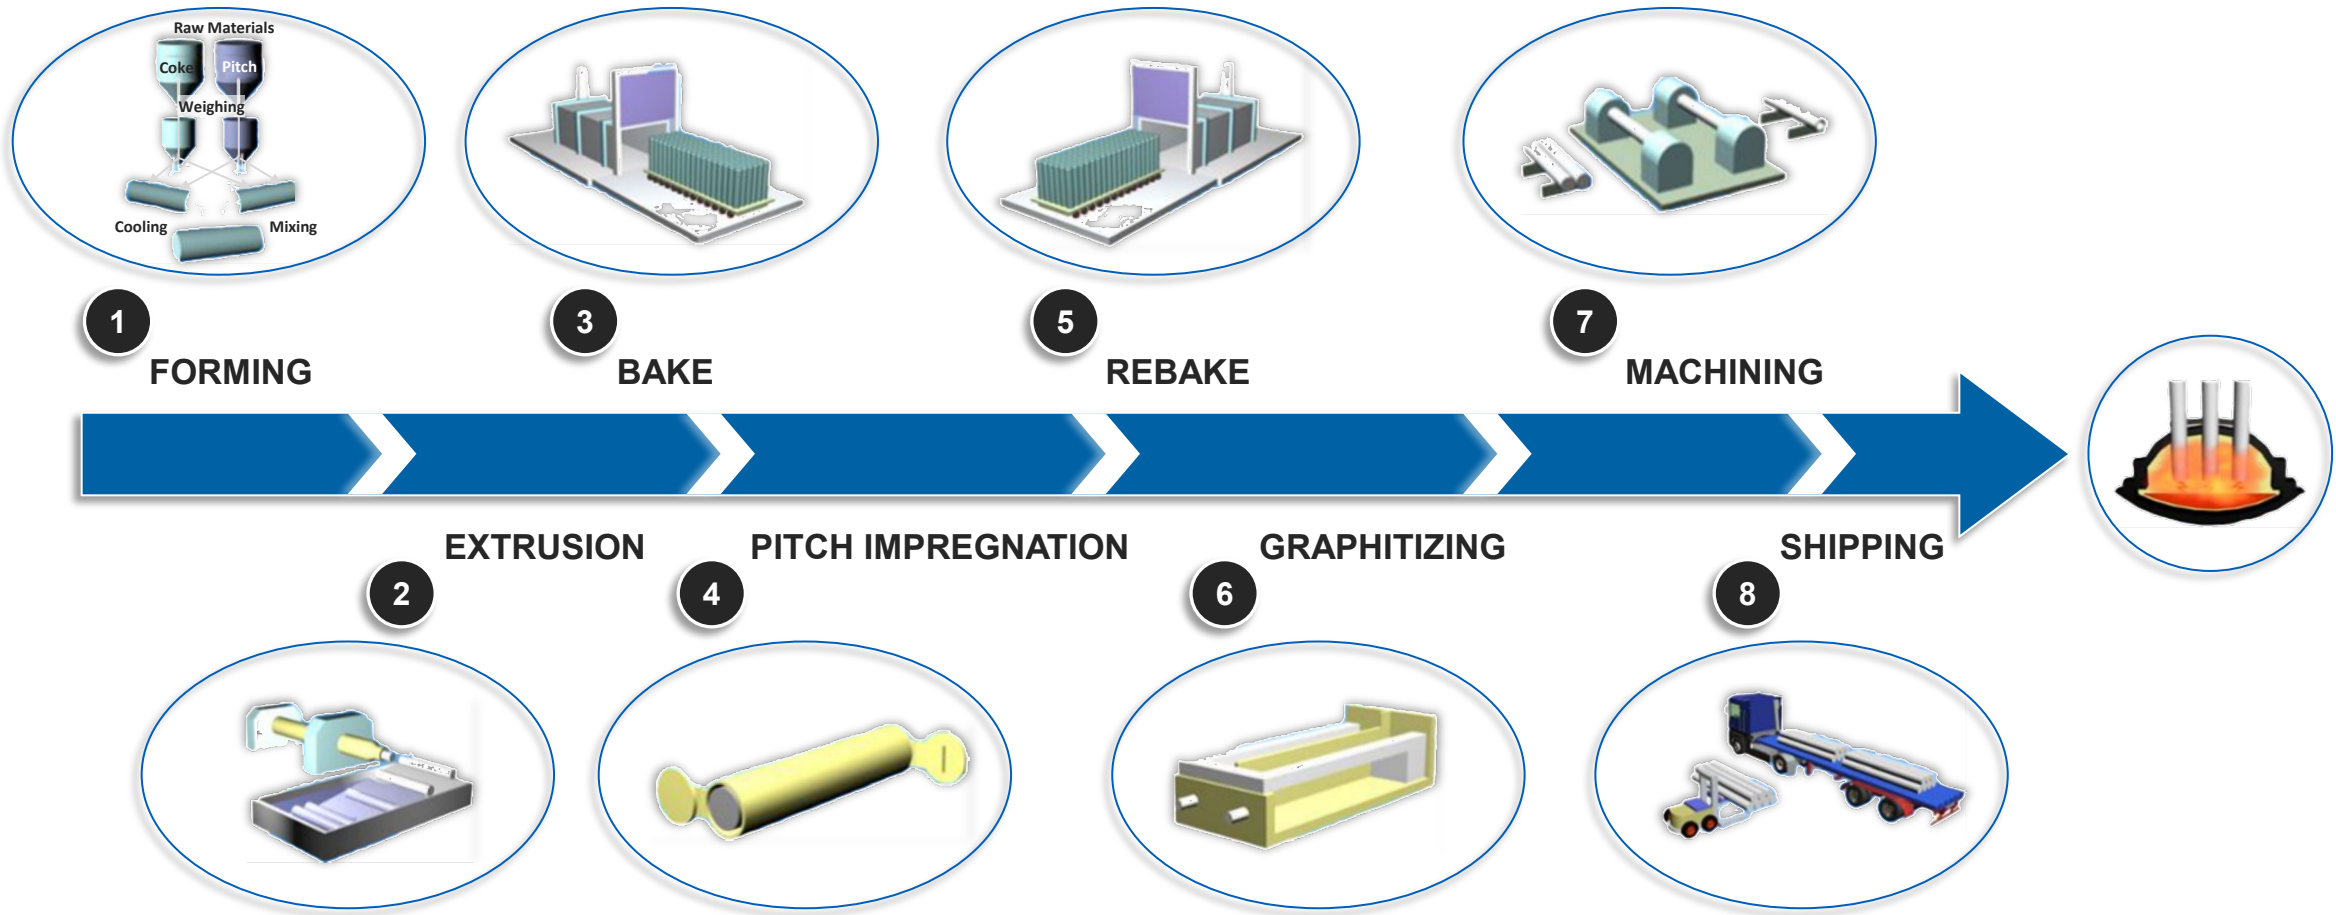 Raw Materials
Coke Pitch
Weighing
Cooling Mixing
1
FORMING
3
BAKE
5
REBAKE
7
MACHINING
EXTRUSION
2
PITCH IMPREGNATION
4
GRAPHITIZING
6
SHIPPING
8